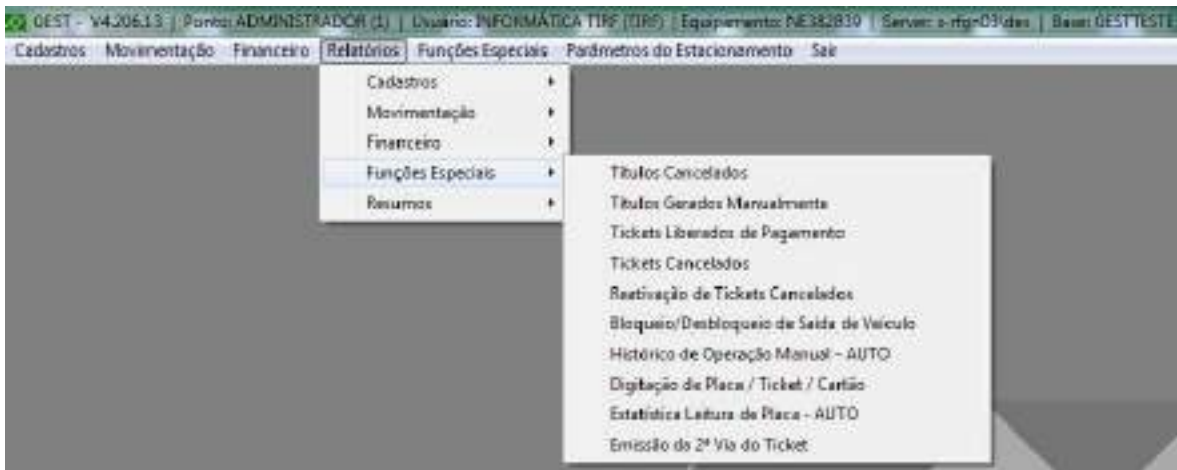 GEST - V4.206.13 | Ponto: ADMINISTRADOR (1) | Usuário: INFORMÁTICA TIRF (TIRF) | Equipamento: NE382839 | Server: | Base: GESTTESTE
Cadastros Movimentação Financeiro Relatórios Funções Especiais Parâmetros do Estacionamento Sair
Cadastros
Movimentação
Financeiro
Funções Especiais
Resumos
Títulos Cancelados
Títulos Gerados Manualmente
Tickets Liberados de Pagamento
Tickets Cancelados
Reativação de Tickets Cancelados
Bloqueio/Desbloqueio de Saída de Veículo
Histórico de Operação Manual - AUTO
Digitação de Placa / Ticket / Cartão
Estatística Leitura de Placa - AUTO
Emissão da 2ª Via do Ticket